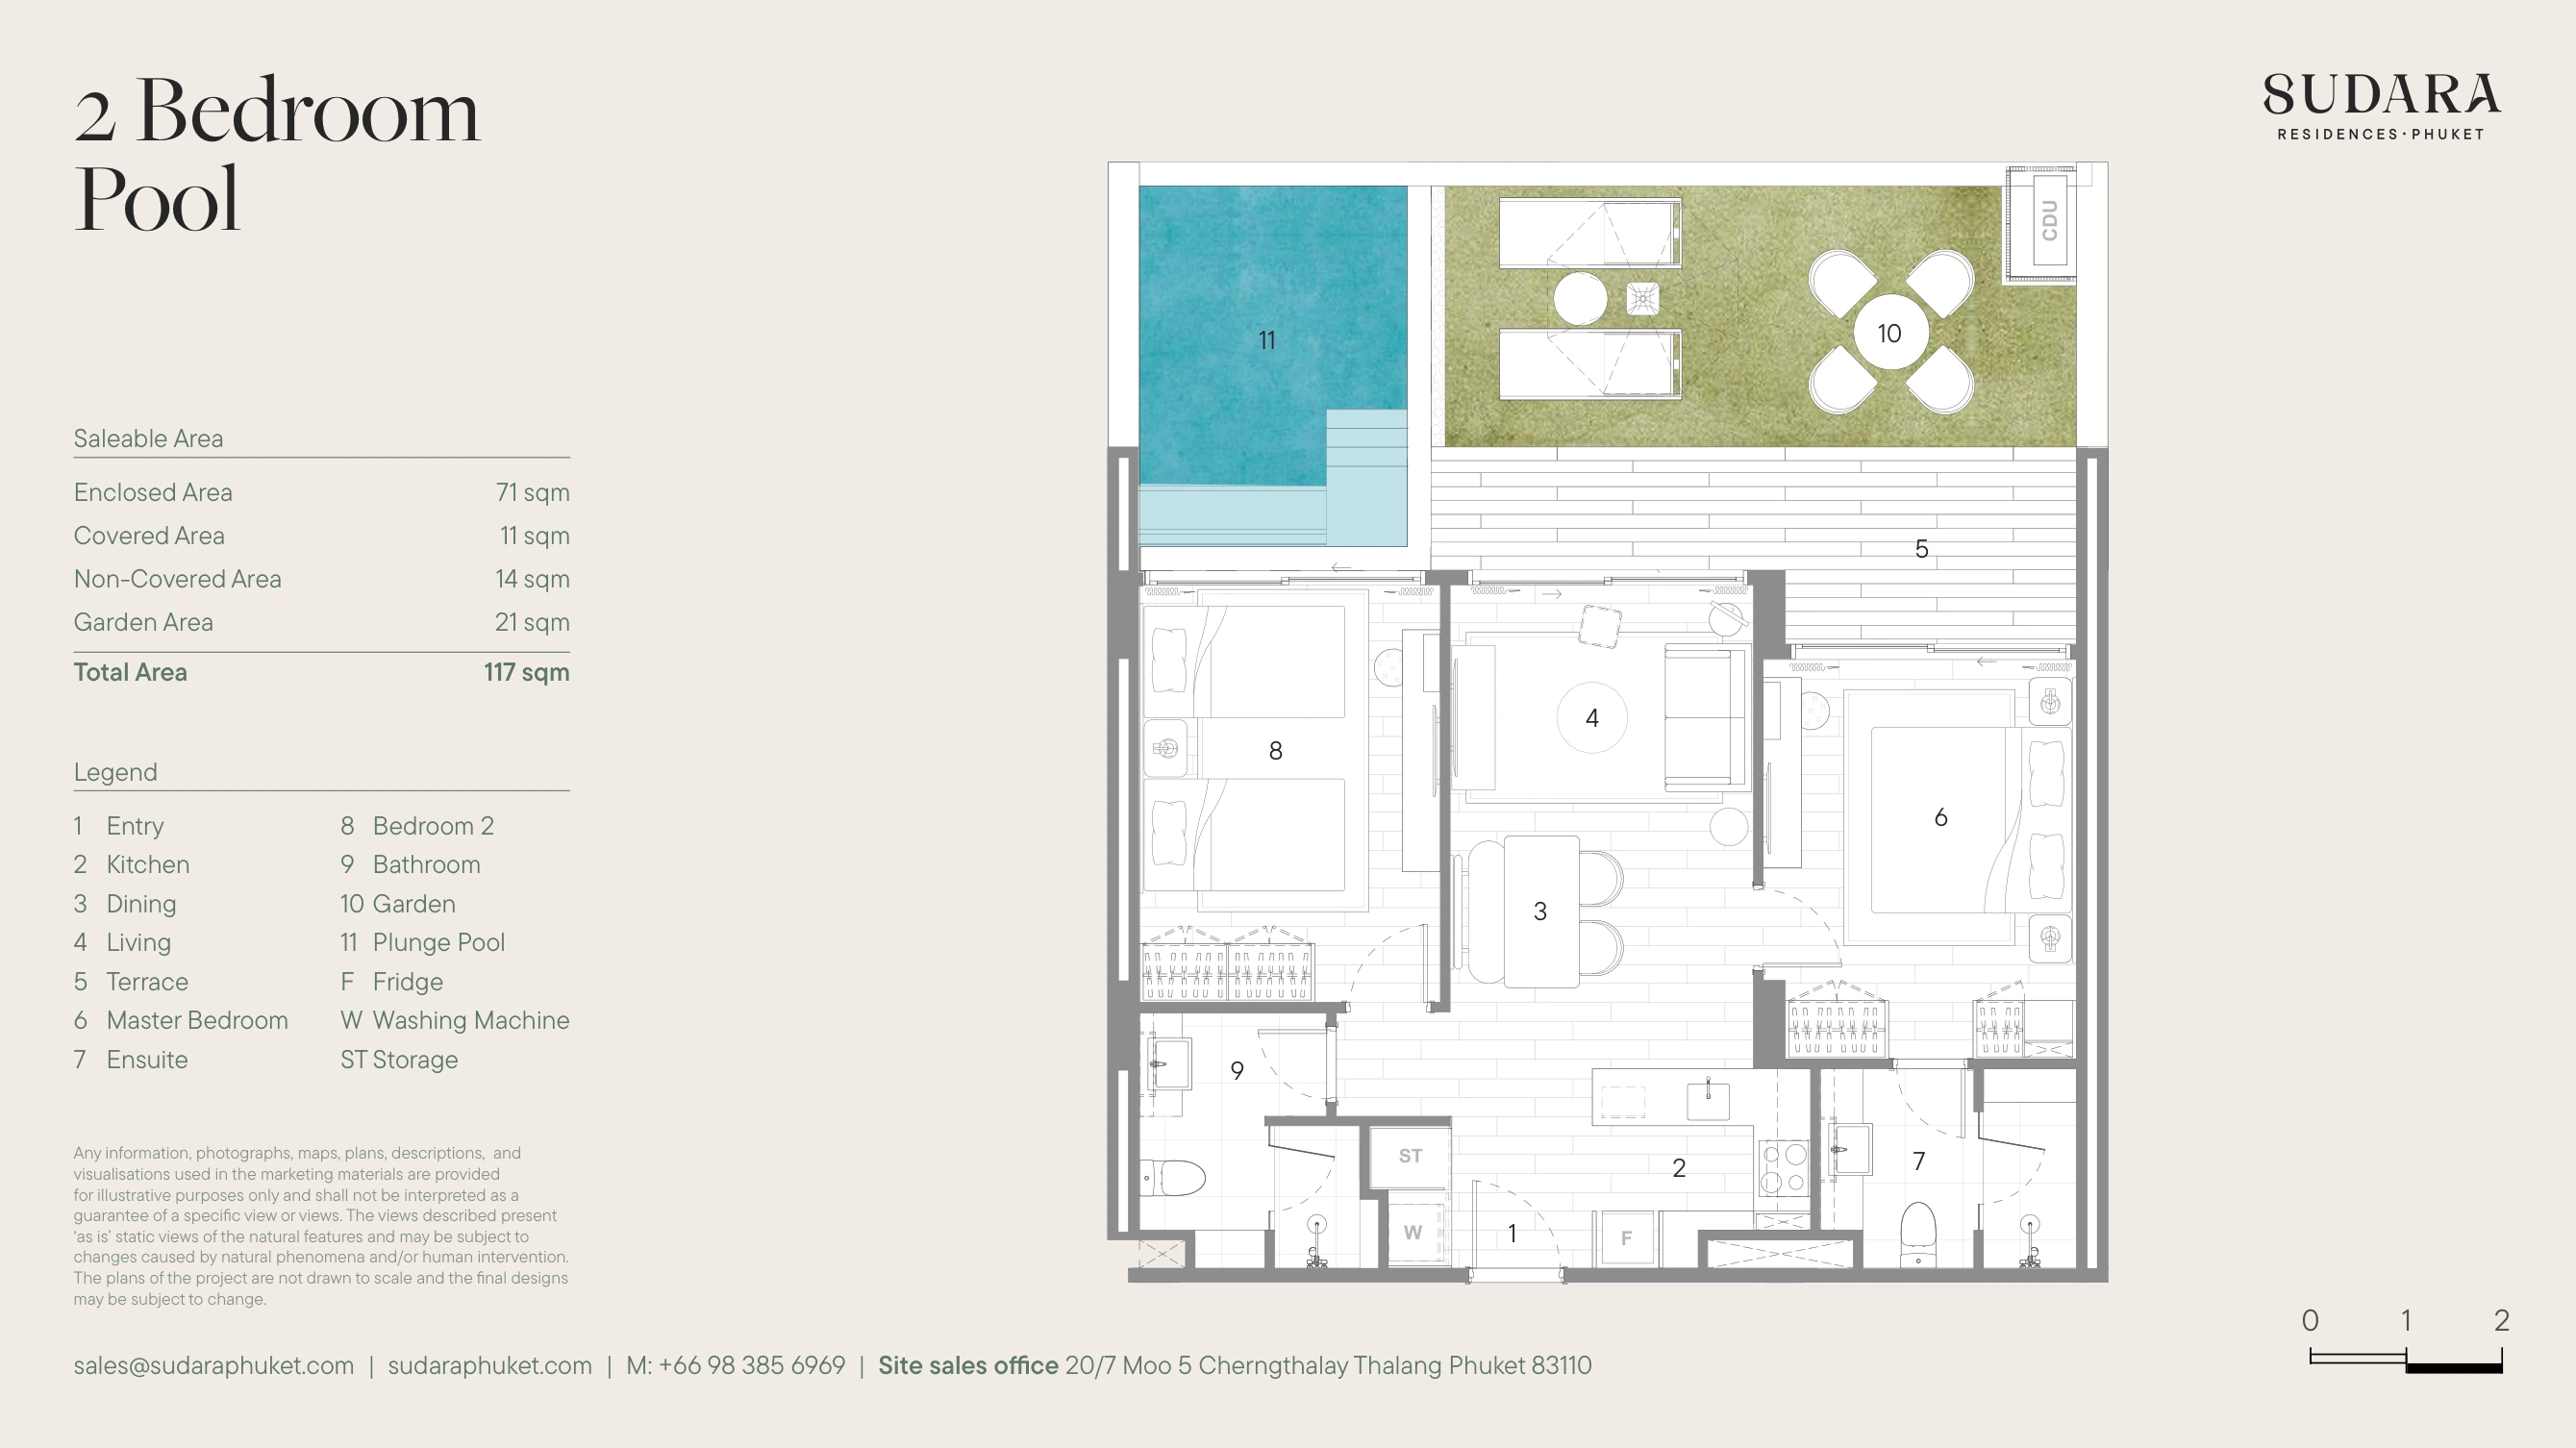 2 Bedroom
Pool
SUDARA
RESIDENCES·PHUKET
Saleable Area
Enclosed Area 71 sqm
Covered Area 11 sqm
Non-Covered Area 14 sqm
Garden Area 21 sqm
Total Area 117 sqm
Legend
1 Entry
2 Kitchen
3 Dining
4 Living
5 Terrace
6 Master Bedroom
7 Ensuite
8 Bedroom 2
9 Bathroom
10 Garden
11 Plunge Pool
F Fridge
W Washing Machine
ST Storage
Any information, photographs, maps, plans, descriptions, and
visualisations used in the marketing materials are provided
for illustrative purposes only and shall not be interpreted as a
guarantee of a specific view or views. The views described present
‘as is’ static views of the natural features and may be subject to
changes caused by natural phenomena and/or human intervention.
The plans of the project are not drawn to scale and the final designs
may be subject to change.
CDU
11
10
5
4
8
6
3
9
ST
2
7
W
1
F
0 1 2
sales@sudaraphuket.com | sudaraphuket.com | M: +66 98 385 6969 | Site sales office 20/7 Moo 5 Cherngthalay Thalang Phuket 83110